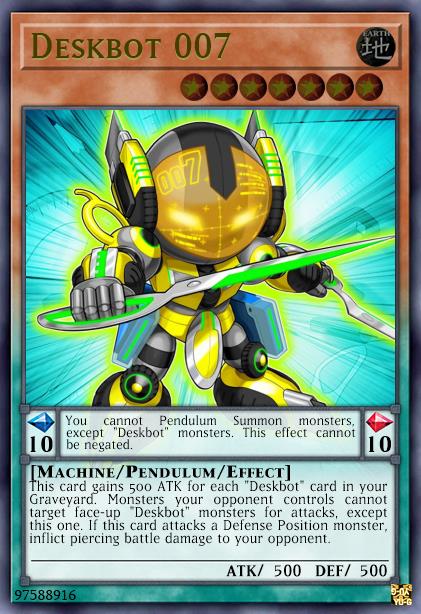 Deskbot 007
EARTH
地
007
You cannot Pendulum Summon monsters,
except "Deskbot" monsters. This effect cannot
be negated.
10
10
[Machine/Pendulum/Effect]
This card gains 500 ATK for each "Deskbot" card in your
Graveyard. Monsters your opponent controls cannot
target face-up "Deskbot" monsters for attacks, except
this one. If this card attacks a Defense Position monster,
inflict piercing battle damage to your opponent.
ATK/ 500 DEF/ 500
97588916